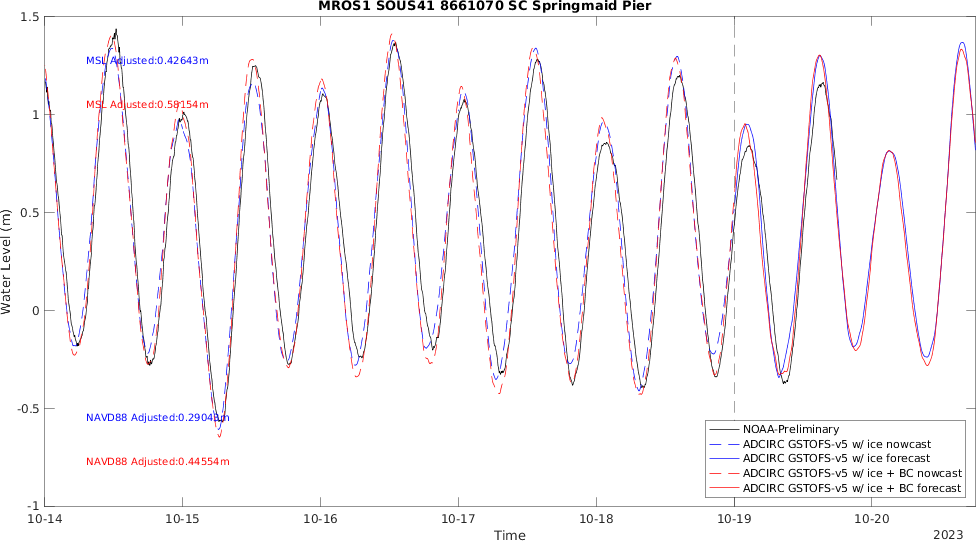 MROS1 SOUS41 8661070 SC Springmaid Pier
1.5
MSL Adjusted:0.42643m
MSL Adjusted:0.58154m
1
0.5
Water Level (m)
0
-0.5
NAVD88 Adjusted:0.29043m
NOAA-Preliminary
ADCIRC GSTOFS-v5 w/ ice nowcast
ADCIRC GSTOFS-v5 w/ ice forecast
NAVD88 Adjusted:0.44554m
ADCIRC GSTOFS-v5 w/ ice + BC nowcast
ADCIRC GSTOFS-v5 w/ ice + BC forecast
-1
10-14 10-15 10-16 10-17 10-18 10-19 10-20
Time
2023